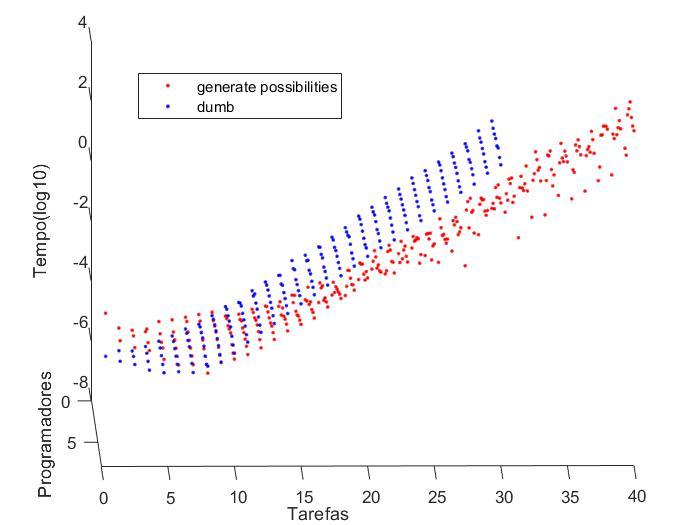 4
2
0
-2
-4
-6
-8
Tempo(log10)
generate possibilities
dumb
0
5
Programadores
0 5 10 15 20 25 30 35 40
Tarefas